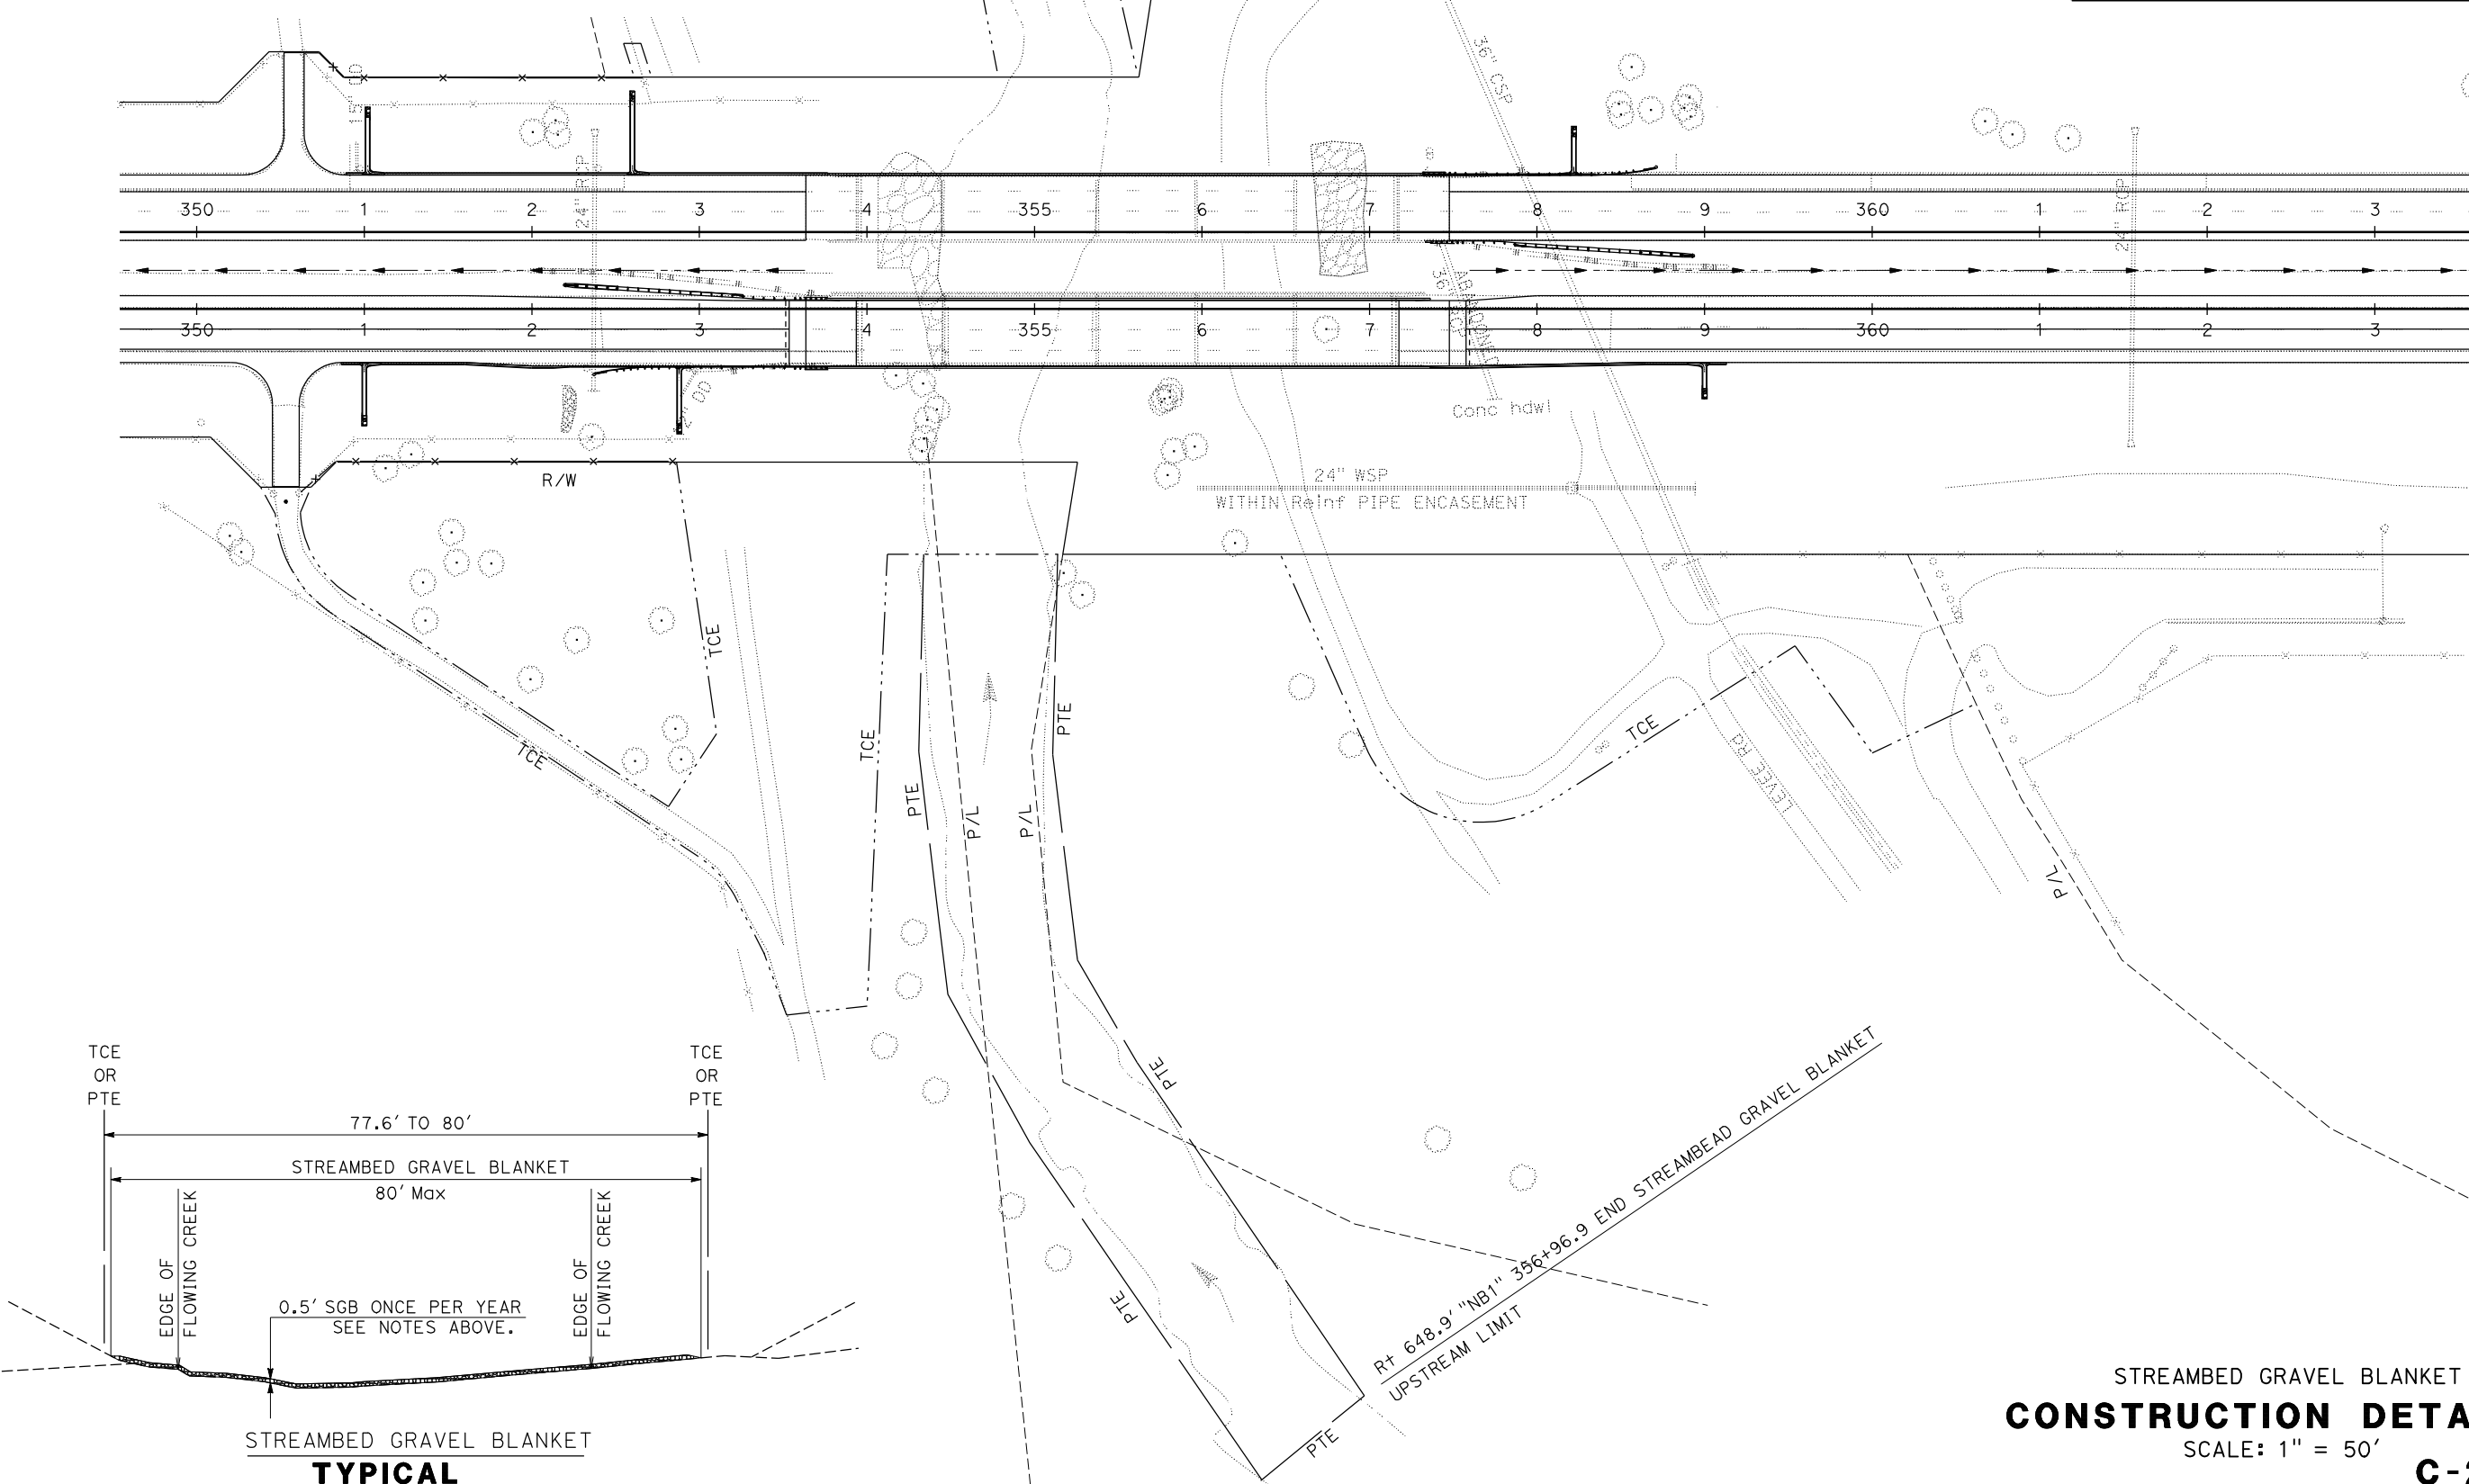 36" CSP
15" DD
24" RCP
24" RCP
350 1 2 3 4 355 6 7 8 9 360 1 2 3
350 1 2 3 4 355 6 7 8 9 360 1 2 3
ABANDONED
DD
Conc hdwl
R/W
24" WSP
WITHIN Reinf PIPE ENCASEMENT
TCE
TCE
TCE
PTE
P/L
P/L
PTE
TCE
LEVEE Rd
P/L
PTE
PTE
PTE
Rt 648.9' "NB1" 356+96.9 END STREAMBEAD GRAVEL BLANKET
UPSTREAM LIMIT
TCE
OR
PTE
TCE
OR
PTE
77.6' TO 80'
STREAMBED GRAVEL BLANKET
80' Max
EDGE OF
FLOWING CREEK
EDGE OF
FLOWING CREEK
0.5' SGB ONCE PER YEAR
SEE NOTES ABOVE.
STREAMBED GRAVEL BLANKET
TYPICAL
STREAMBED GRAVEL BLANKET
CONSTRUCTION DETA
SCALE: 1" = 50'
C-2